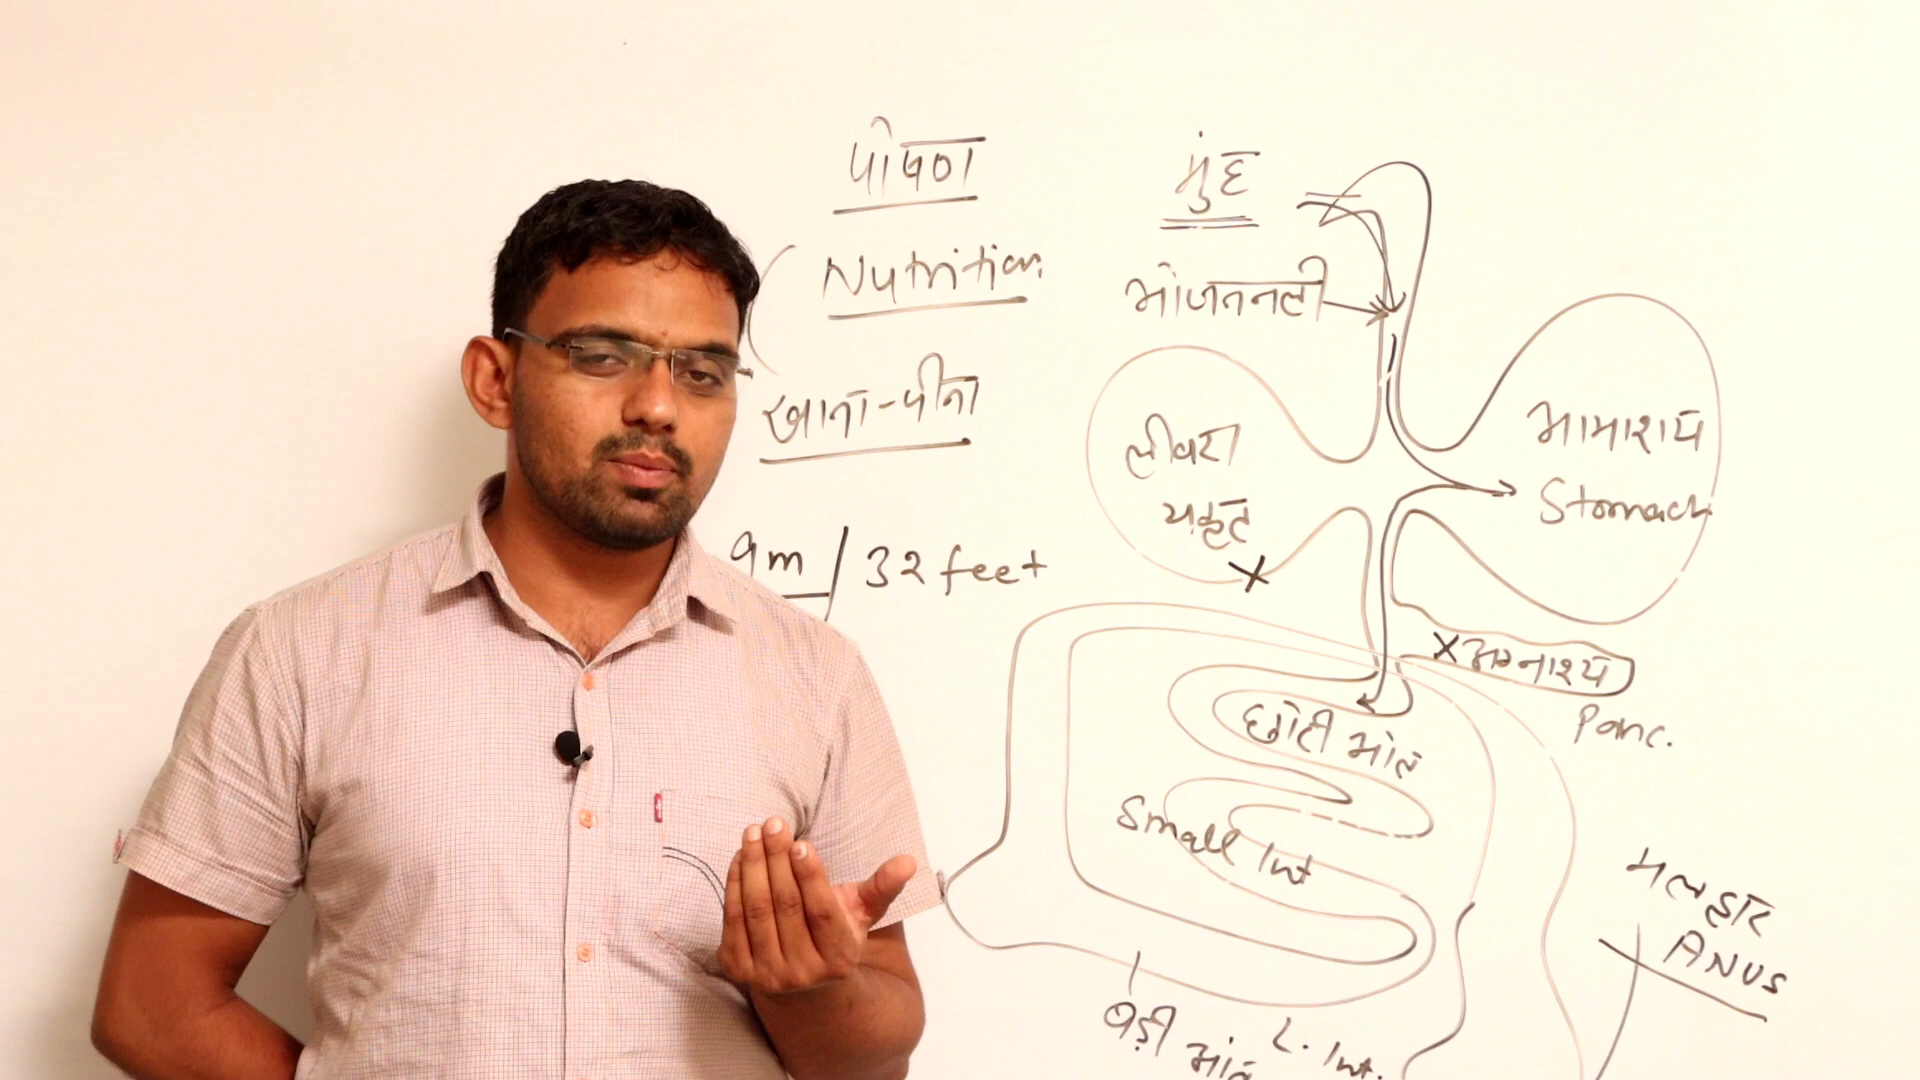 पोषण
Nutrition
खाना-पीना
9m / 32 feet
मुंह
भोजननली
लीवर
यकृत
आमाशय
Stomach
अग्नाश्य
Panc.
छोटी आंत
Small Int
बड़ी आंत
L. Int.
मलद्वार
ANUS